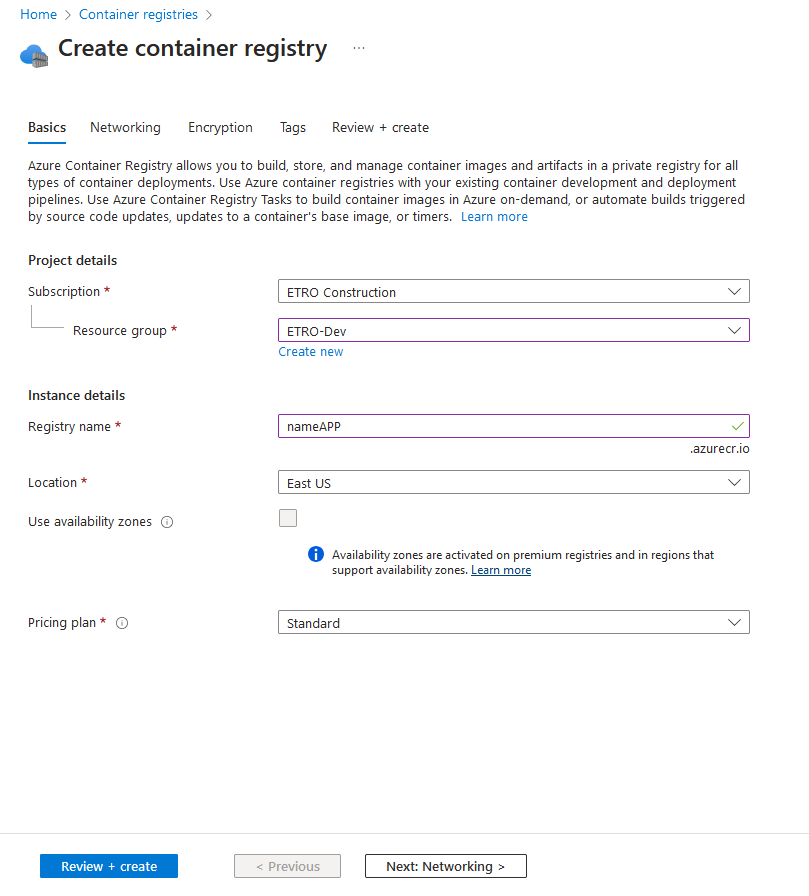 Home > Container registries >
Create container registry ...
Basics Networking Encryption Tags Review + create
Azure Container Registry allows you to build, store, and manage container images and artifacts in a private registry for all
types of container deployments. Use Azure container registries with your existing container development and deployment
pipelines. Use Azure Container Registry Tasks to build container images in Azure on-demand, or automate builds triggered
by source code updates, updates to a container's base image, or timers. Learn more
Project details
Subscription * ETRO Construction
Resource group * ETRO-Dev
Create new
Instance details
Registry name * nameAPP
.azurecr.io
Location * East US
Use availability zones
Availability zones are activated on premium registries and in regions that
support availability zones. Learn more
Pricing plan * Standard
Review + create < Previous Next: Networking >